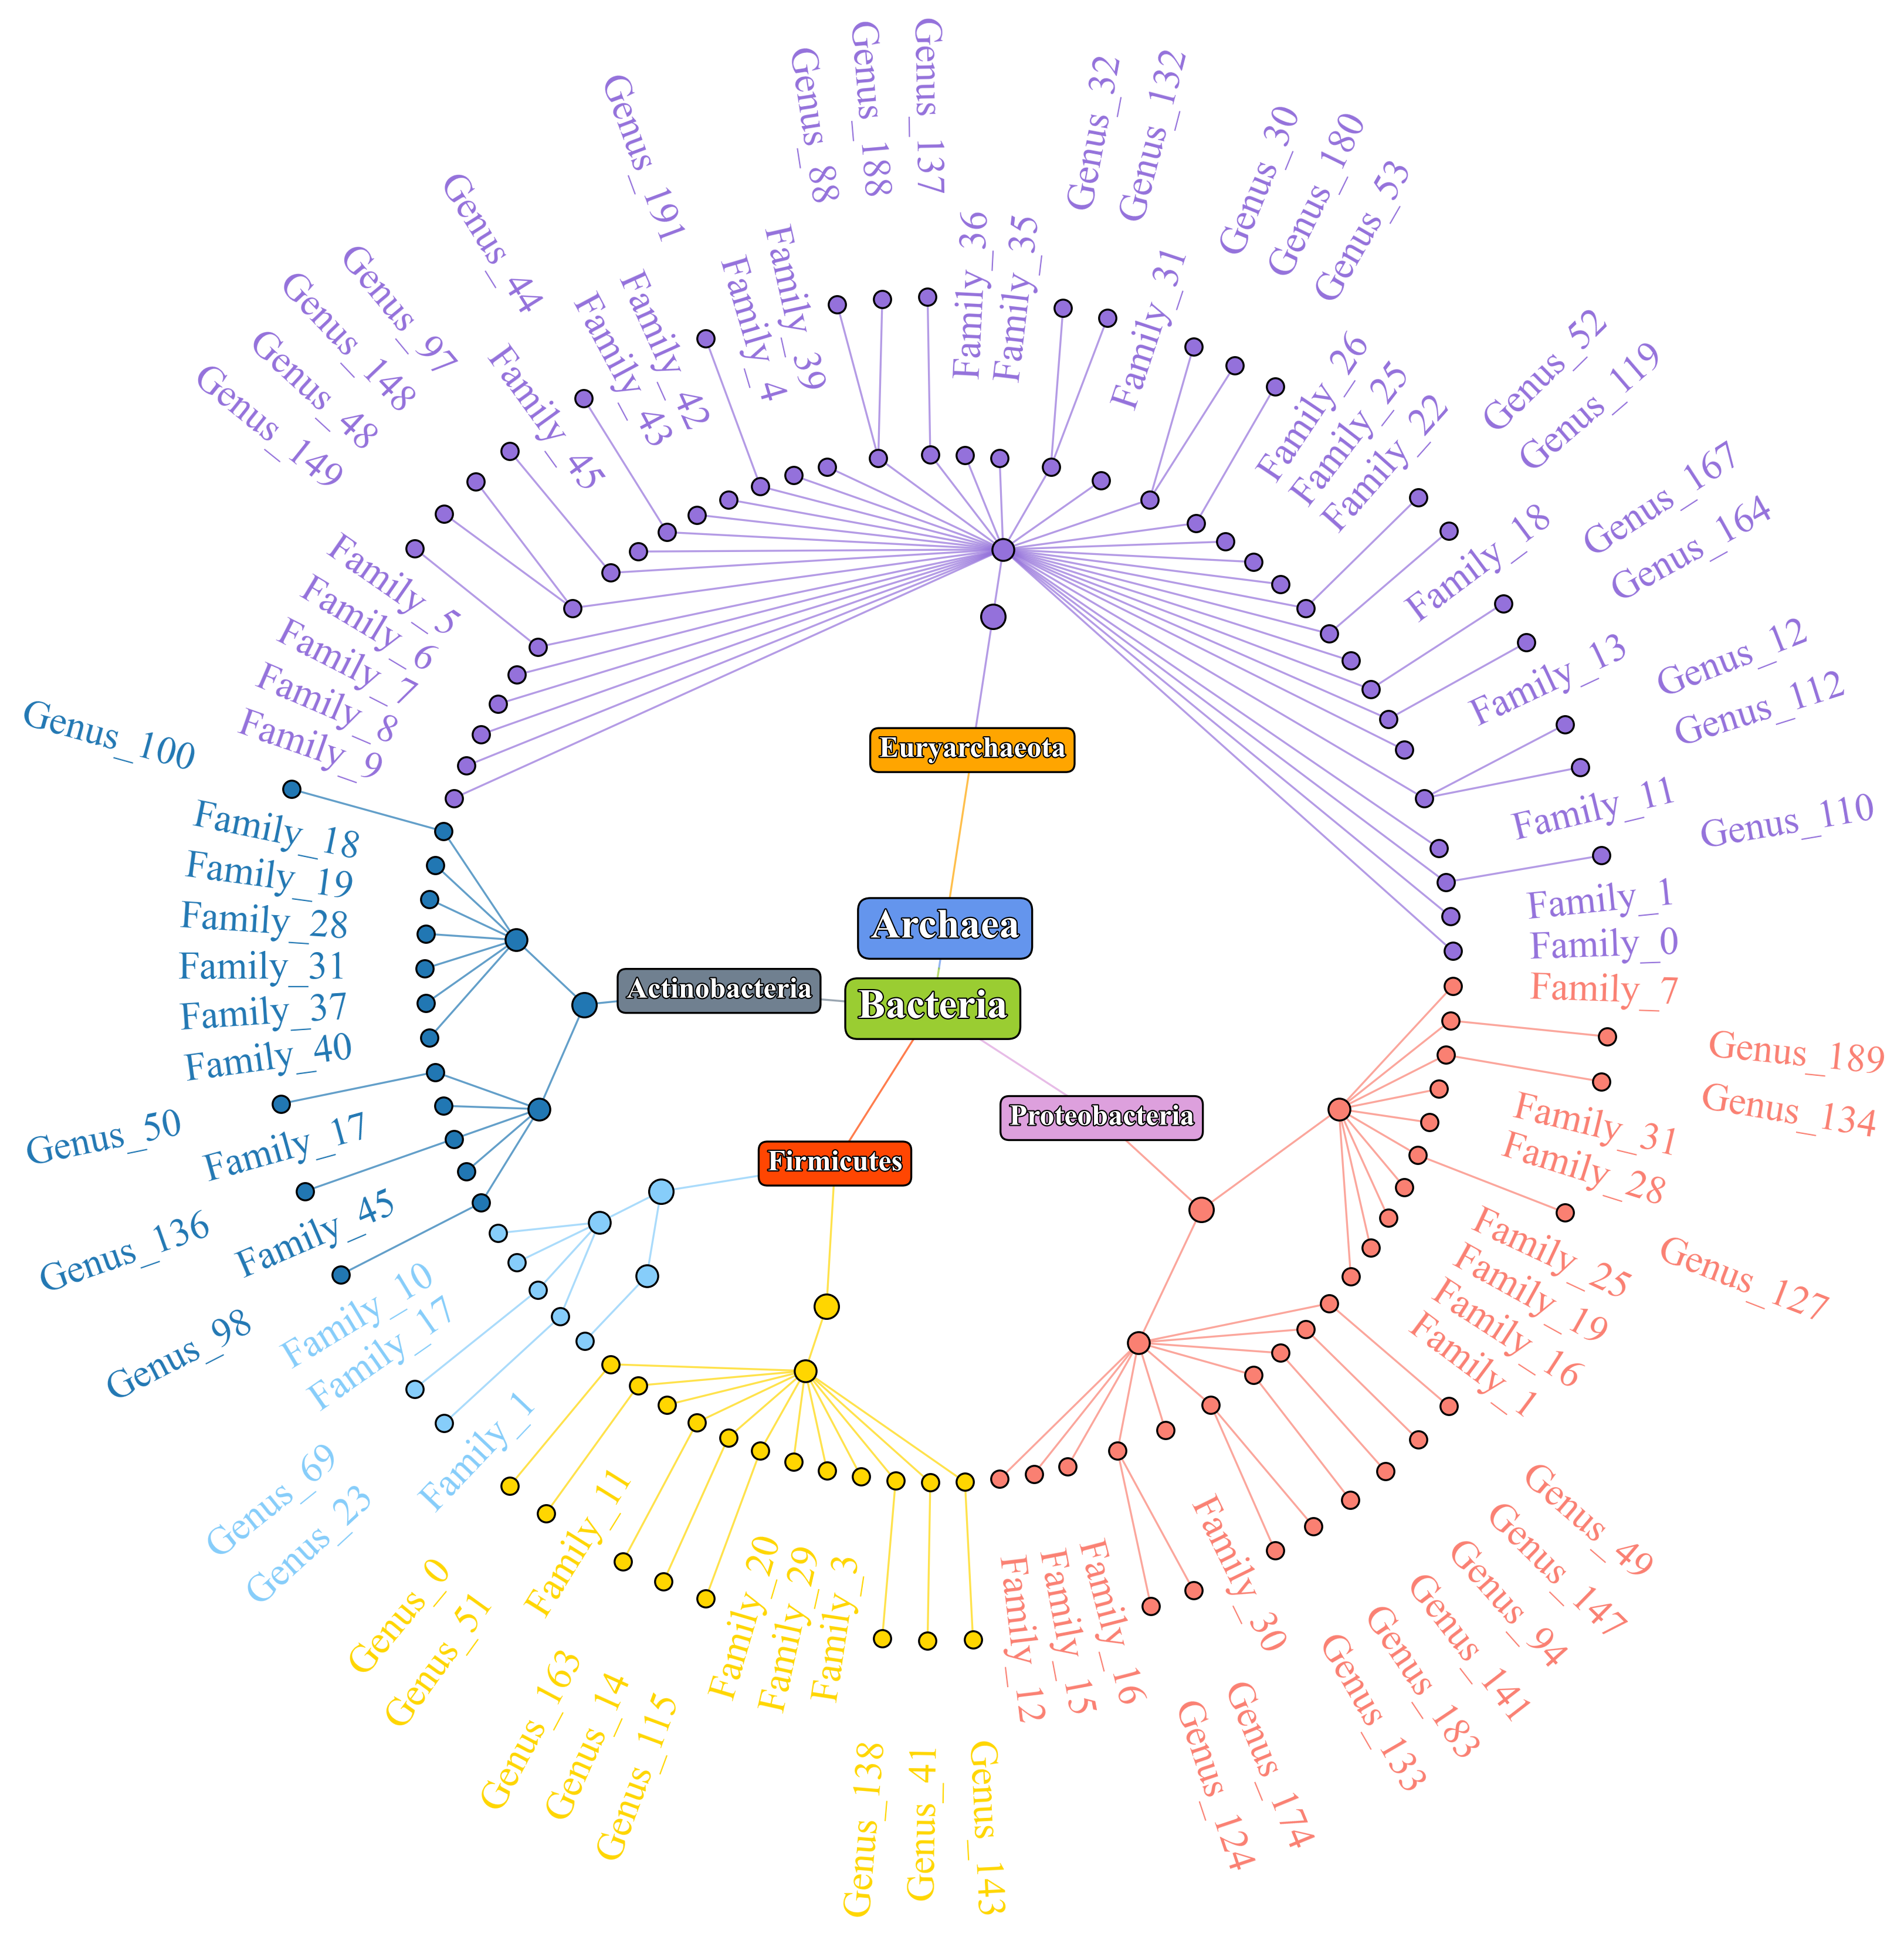 Genus_32
Genus_132
Genus_30
Genus_180
Genus_53
Family_36
Family_35
Family_31
Family_26
Family_25
Family_22
Genus_52
Genus_119
Family_18
Genus_167
Genus_164
Family_13
Genus_12
Genus_112
Family_11
Genus_110
Family_1
Family_0
Family_7
Genus_189
Genus_134
Family_31
Family_28
Genus_127
Family_25
Family_19
Family_16
Family_1
Genus_49
Genus_147
Genus_94
Genus_141
Genus_183
Genus_133
Family_30
Genus_174
Genus_124
Family_16
Family_15
Family_12
Genus_143
Genus_41
Genus_138
Family_3
Family_29
Family_20
Genus_115
Genus_14
Genus_163
Family_11
Genus_51
Genus_0
Family_1
Genus_23
Genus_69
Family_17
Family_10
Genus_98
Family_45
Genus_136
Family_17
Genus_50
Family_40
Family_37
Family_31
Family_28
Family_19
Family_18
Genus_100
Family_9
Family_8
Family_7
Family_6
Family_5
Genus_149
Genus_48
Genus_148
Genus_97
Family_45
Genus_44
Family_43
Family_42
Genus_191
Family_4
Family_39
Genus_88
Genus_188
Genus_137
Euryarchaeota
Archaea
Actinobacteria
Bacteria
Proteobacteria
Firmicutes